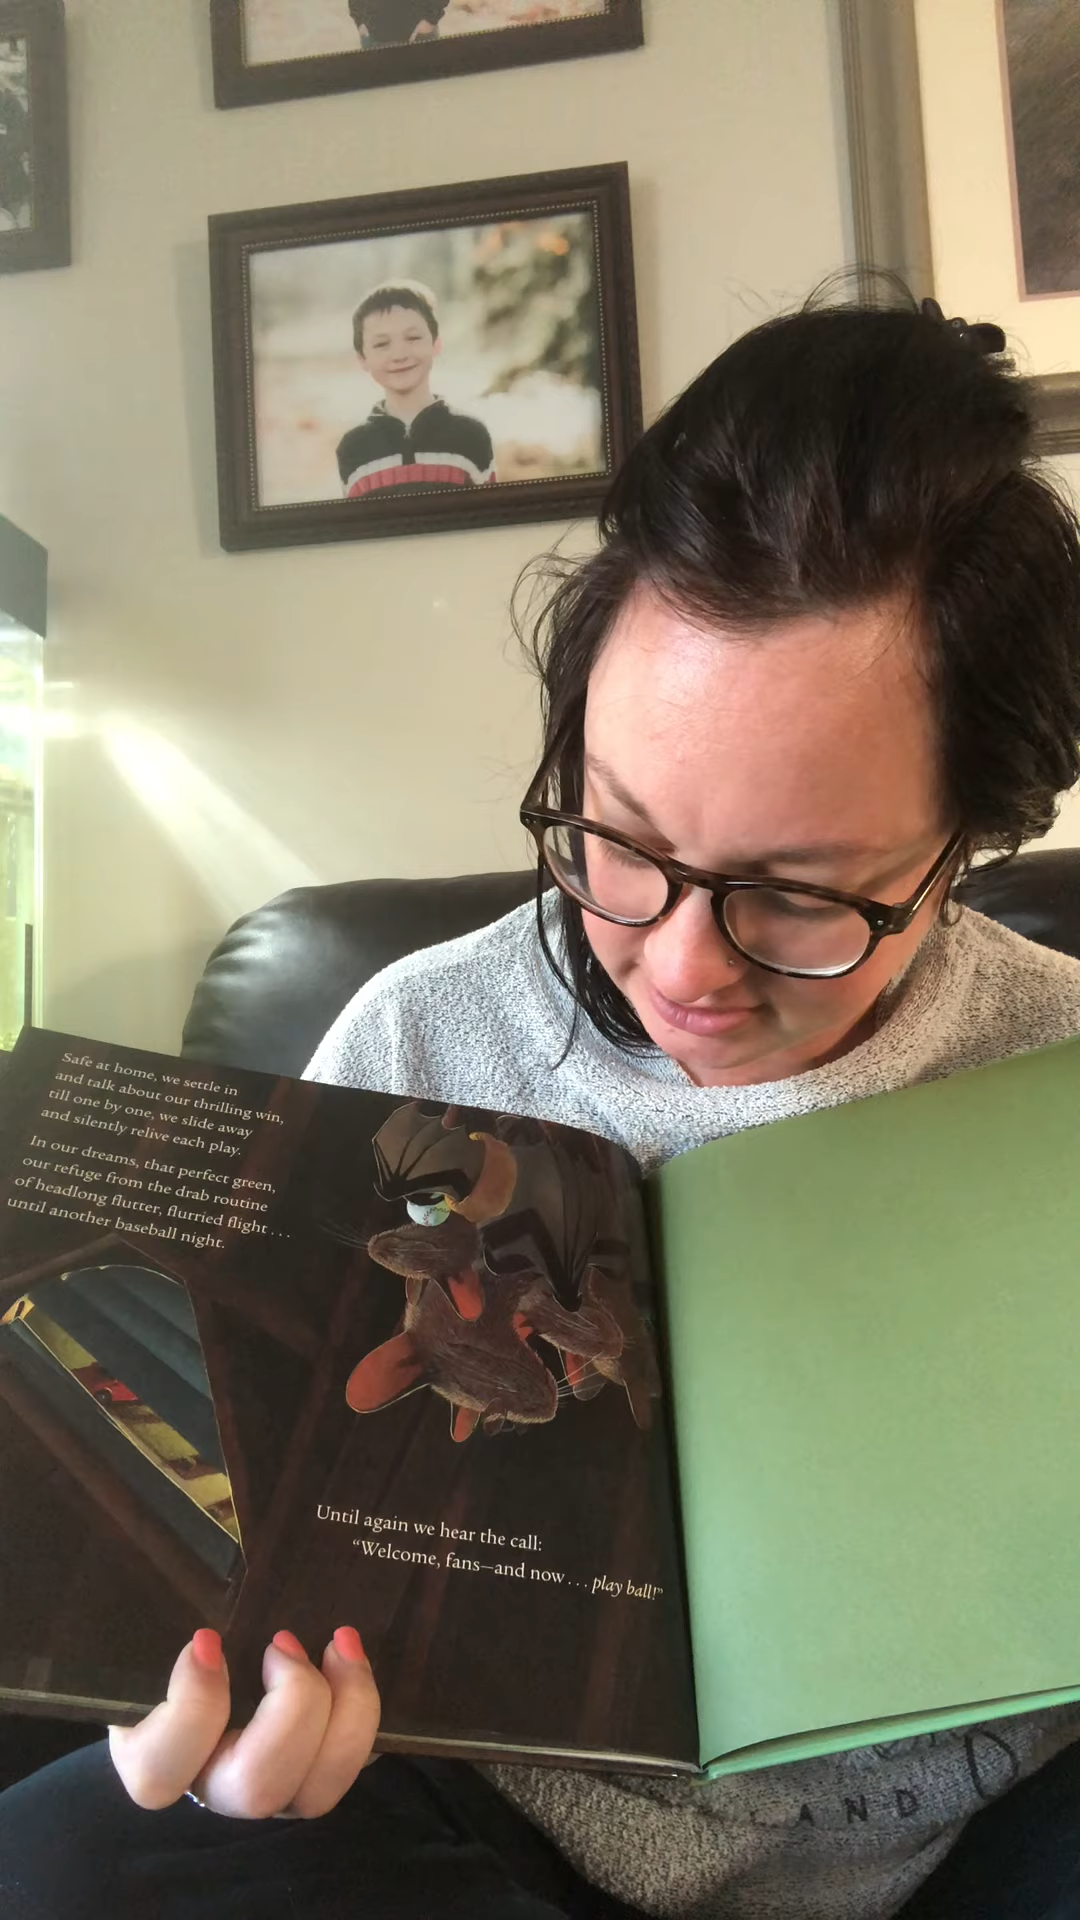 Safe at home, we settle in
and talk about our thrilling win,
till one by one, we slide away
and silently relive each play.
In our dreams, that perfect green,
our refuge from the drab routine
of headlong flutter, flurried flight . . .
until another baseball night.
Until again we hear the call:
“Welcome, fans—and now . . . play ball!”
LAND